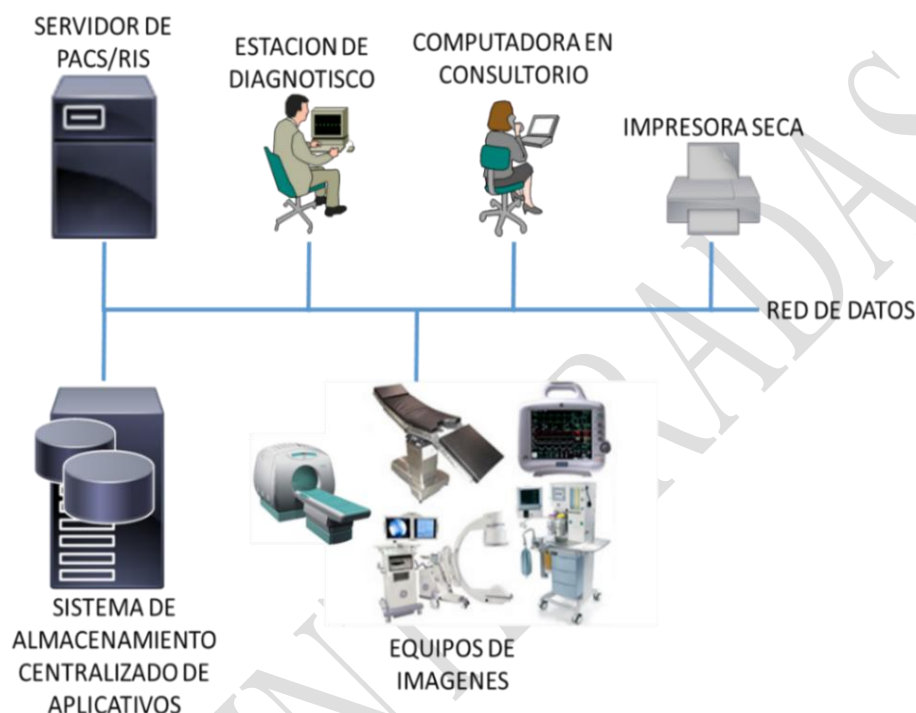 SERVIDOR DE
PACS/RIS
ESTACION DE
DIAGNOTISCO
COMPUTADORA EN
CONSULTORIO
IMPRESORA SECA
RED DE DATOS
SISTEMA DE
ALMACENAMIENTO
CENTRALIZADO DE
APLICATIVOS
EQUIPOS DE
IMAGENES